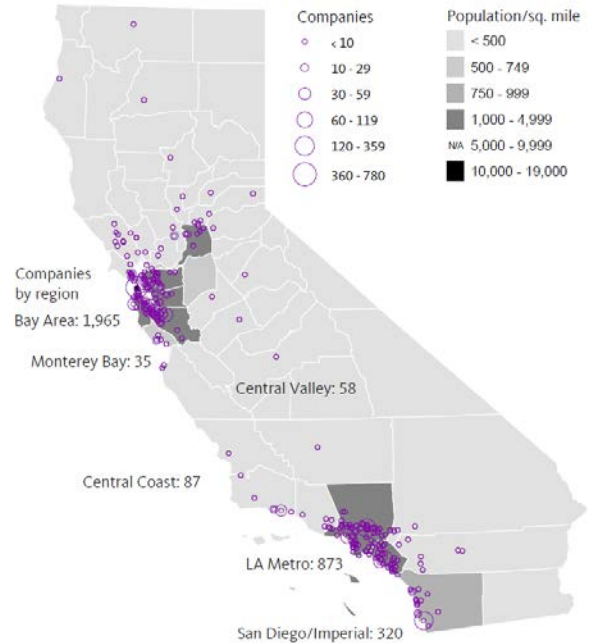 Companies
< 10
10 - 29
30 - 59
60 - 119
120 - 359
360 - 780
Population/sq. mile
< 500
500 - 749
750 - 999
1,000 - 4,999
N/A 5,000 - 9,999
10,000 - 19,000
Companies
by region
Bay Area: 1,965
Monterey Bay: 35
Central Valley: 58
Central Coast: 87
LA Metro: 873
San Diego/Imperial: 320